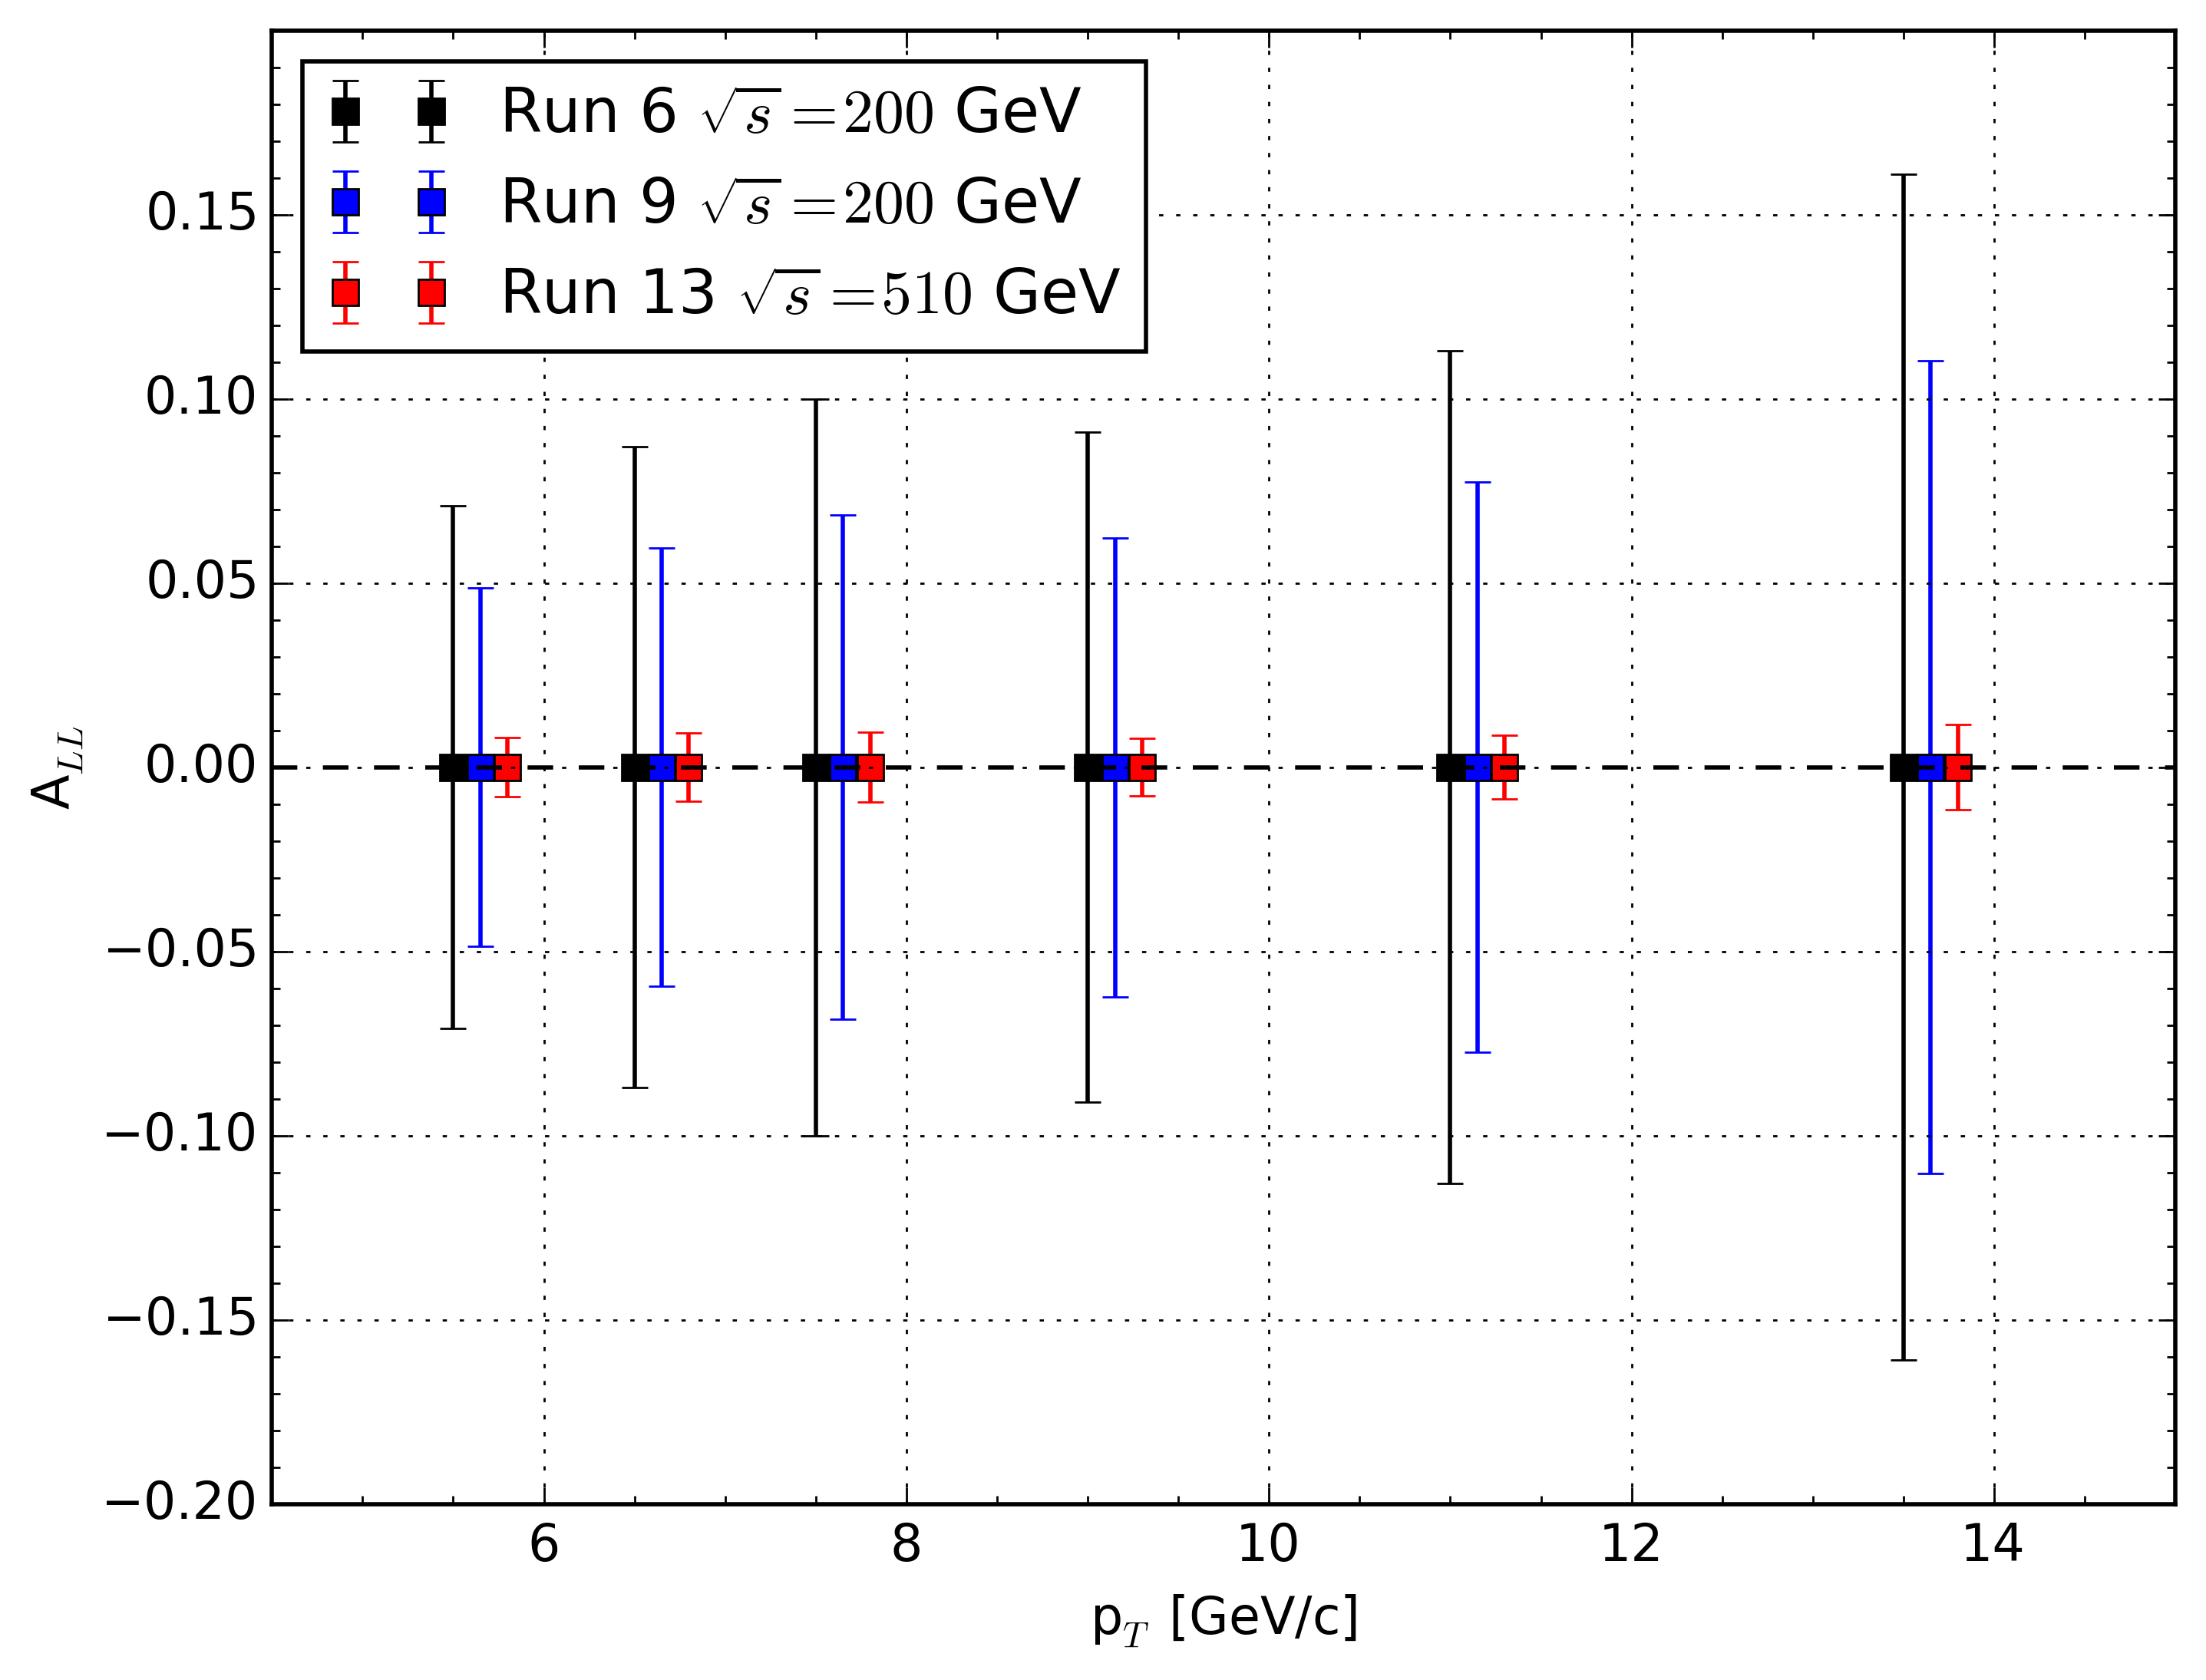 Run 6 √s = 200 GeV
Run 9 √s = 200 GeV
Run 13 √s = 510 GeV
0.15
0.10
0.05
0.00
−0.05
−0.10
−0.15
−0.20
A_LL
6 8 10 12 14
p_T [GeV/c]